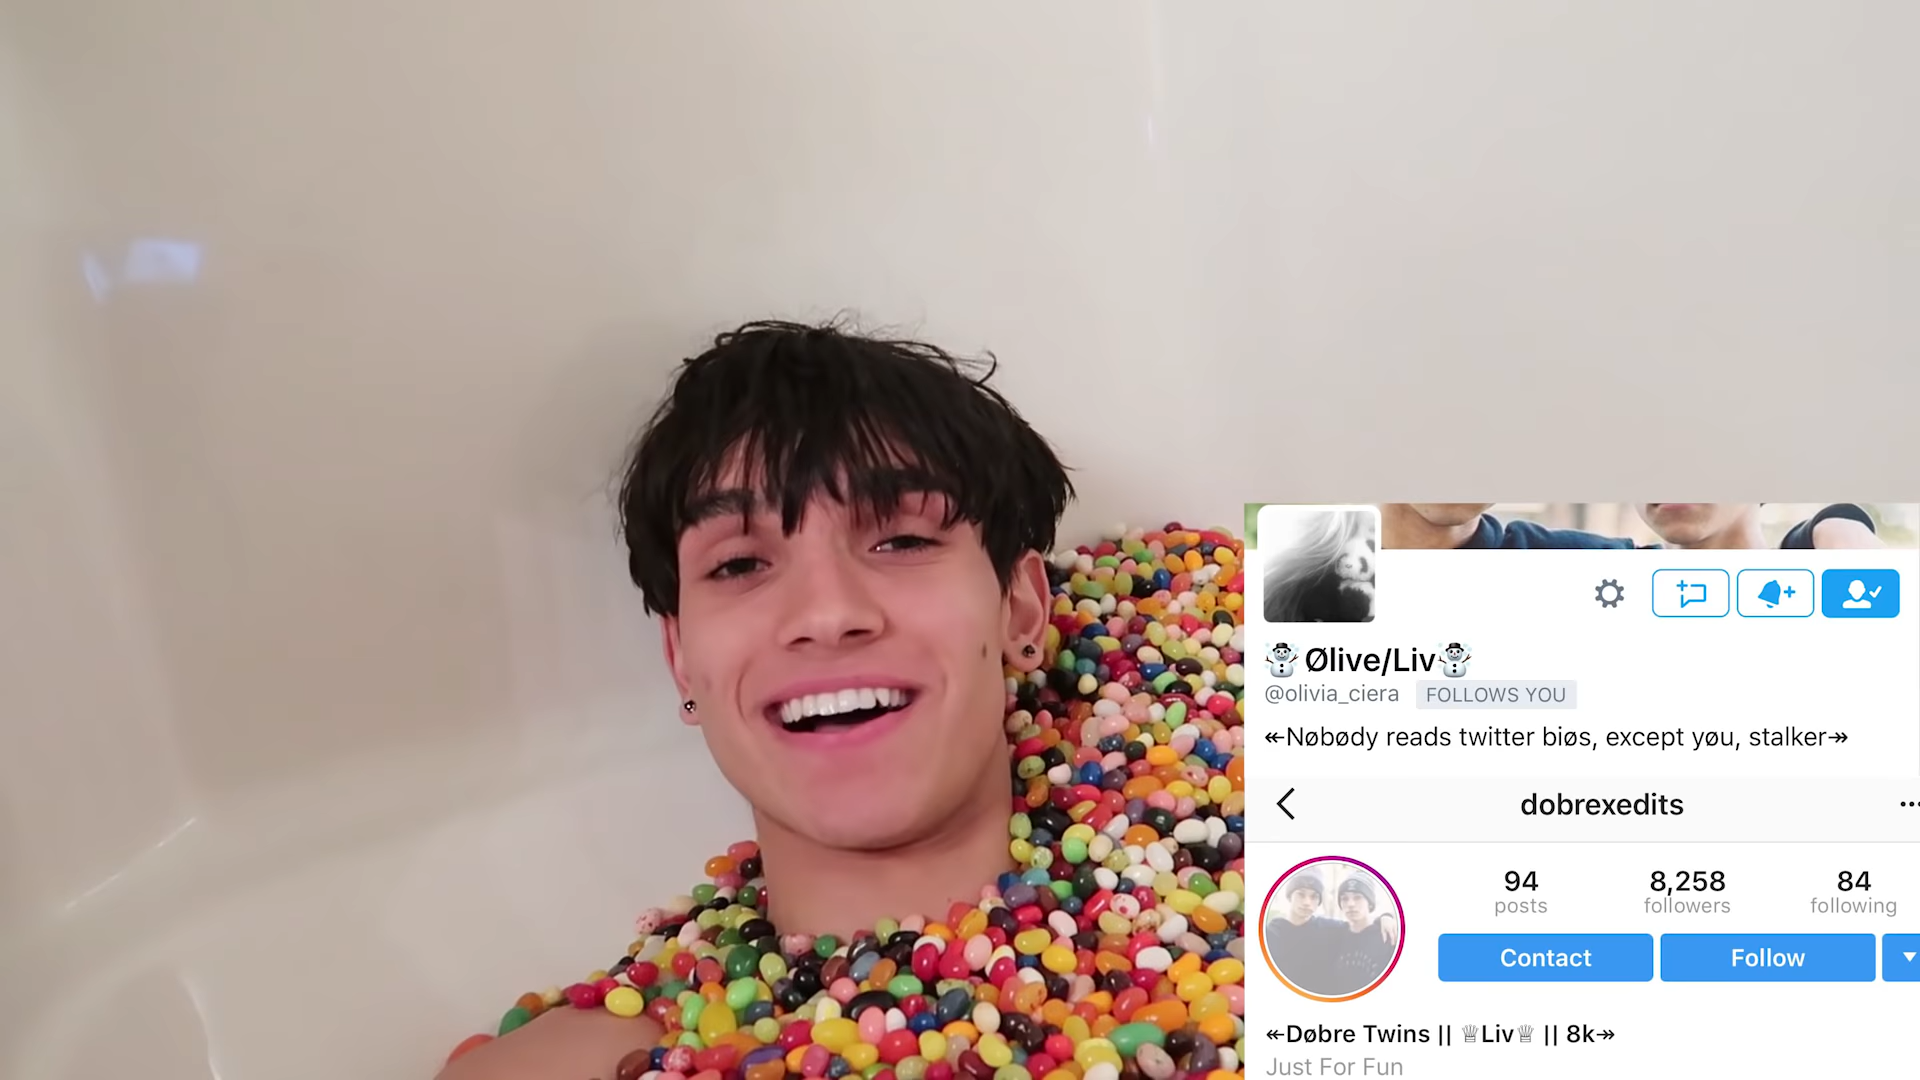 ☃Ølive/Liv☃
@olivia_ciera FOLLOWS YOU
↞Nøbødy reads twitter biøs, except yøu, stalker↠
dobrexedits
94 8,258 84
posts followers following
Contact Follow
↞Døbre Twins || ♕Liv♕ || 8k↠
Just For Fun